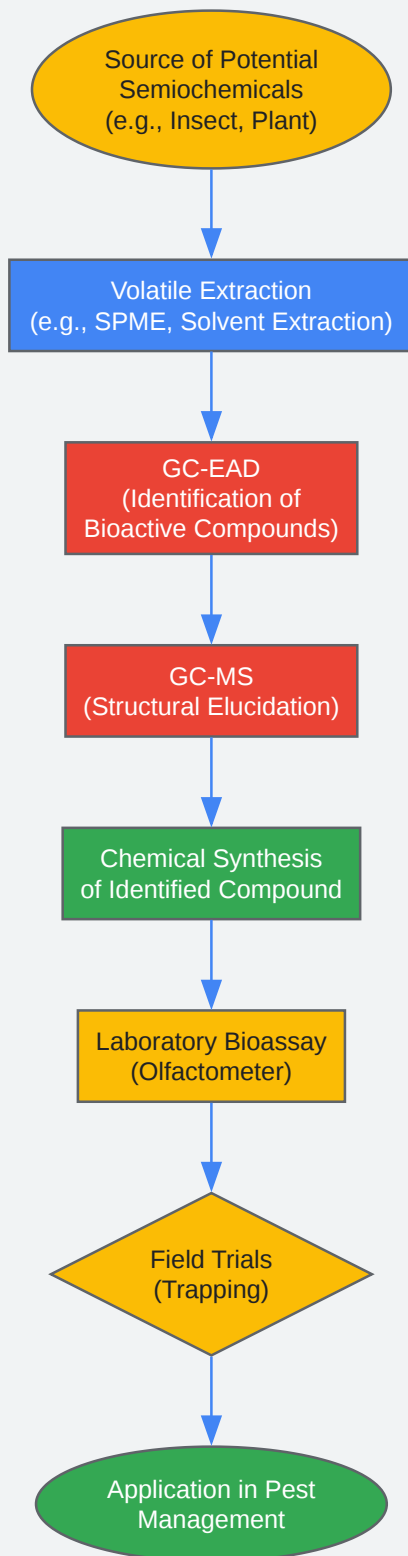 Source of Potential
Semiochemicals
(e.g., Insect, Plant)
Volatile Extraction
(e.g., SPME, Solvent Extraction)
GC-EAD
(Identification of
Bioactive Compounds)
GC-MS
(Structural Elucidation)
Chemical Synthesis
of Identified Compound
Laboratory Bioassay
(Olfactometer)
Field Trials
(Trapping)
Application in Pest
Management